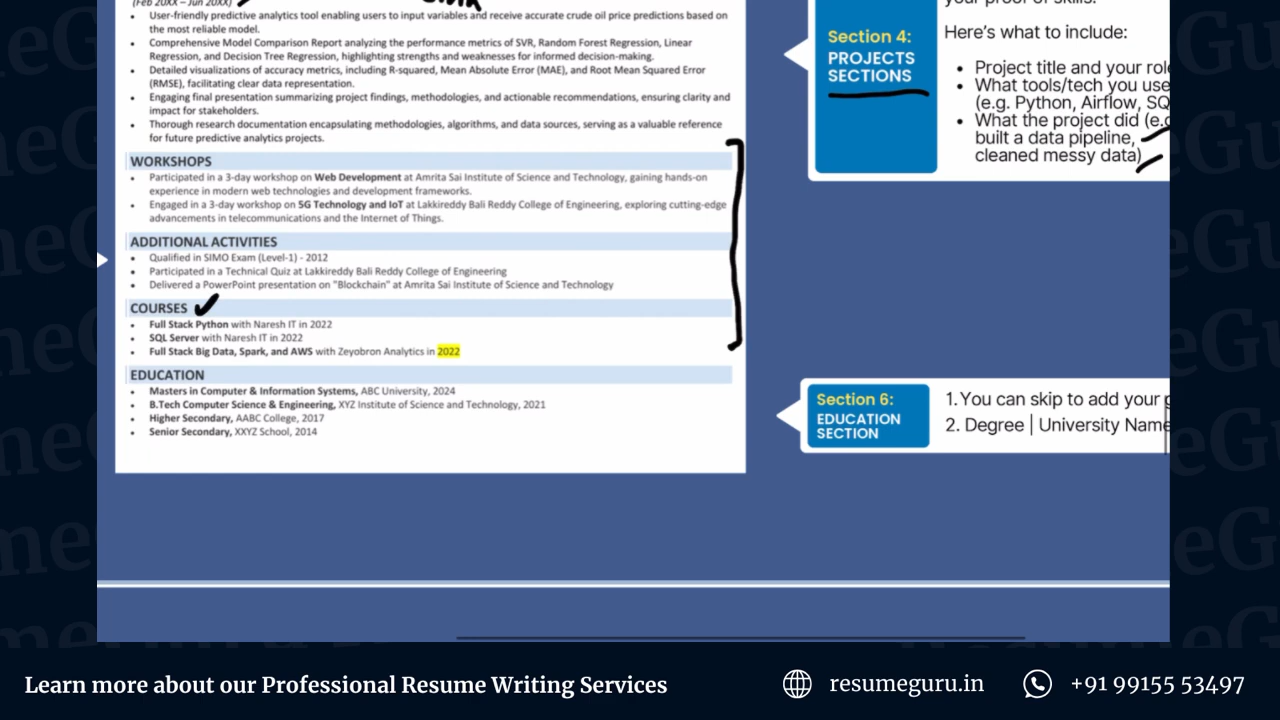 (Feb 20XX – Jun 20XX)
User-friendly predictive analytics tool enabling users to input variables and receive accurate crude oil price predictions based on
the most reliable model.
Comprehensive Model Comparison Report analyzing the performance metrics of SVR, Random Forest Regression, Linear
Regression, and Decision Tree Regression, highlighting strengths and weaknesses for informed decision-making.
Detailed visualizations of accuracy metrics, including R-squared, Mean Absolute Error (MAE), and Root Mean Squared Error
(RMSE), facilitating clear data representation.
Engaging final presentation summarizing project findings, methodologies, and actionable recommendations, ensuring clarity and
impact for stakeholders.
Thorough research documentation encapsulating methodologies, algorithms, and data sources, serving as a valuable reference
for future predictive analytics projects.
WORKSHOPS
Participated in a 3-day workshop on Web Development at Amrita Sai Institute of Science and Technology, gaining hands-on
experience in modern web technologies and development frameworks.
Engaged in a 3-day workshop on 5G Technology and IoT at Lakkireddy Bali Reddy College of Engineering, exploring cutting-edge
advancements in telecommunications and the Internet of Things.
ADDITIONAL ACTIVITIES
Qualified in SIMO Exam (Level-1) - 2012
Participated in a Technical Quiz at Lakkireddy Bali Reddy College of Engineering
Delivered a PowerPoint presentation on "Blockchain" at Amrita Sai Institute of Science and Technology
COURSES
Full Stack Python with Naresh IT in 2022
SQL Server with Naresh IT in 2022
Full Stack Big Data, Spark, and AWS with Zeyobron Analytics in 2022
EDUCATION
Masters in Computer & Information Systems, ABC University, 2024
B.Tech Computer Science & Engineering, XYZ Institute of Science and Technology, 2021
Higher Secondary, AABC College, 2017
Senior Secondary, XXYZ School, 2014
Section 4:
PROJECTS
SECTIONS
your proof of skills.
Here's what to include:
Project title and your role
What tools/tech you use
(e.g. Python, Airflow, SQ
What the project did (e.g
built a data pipeline,
cleaned messy data)
Section 6:
EDUCATION
SECTION
1.You can skip to add your
2. Degree | University Name
Learn more about our Professional Resume Writing Services
resumeguru.in
+91 99155 53497